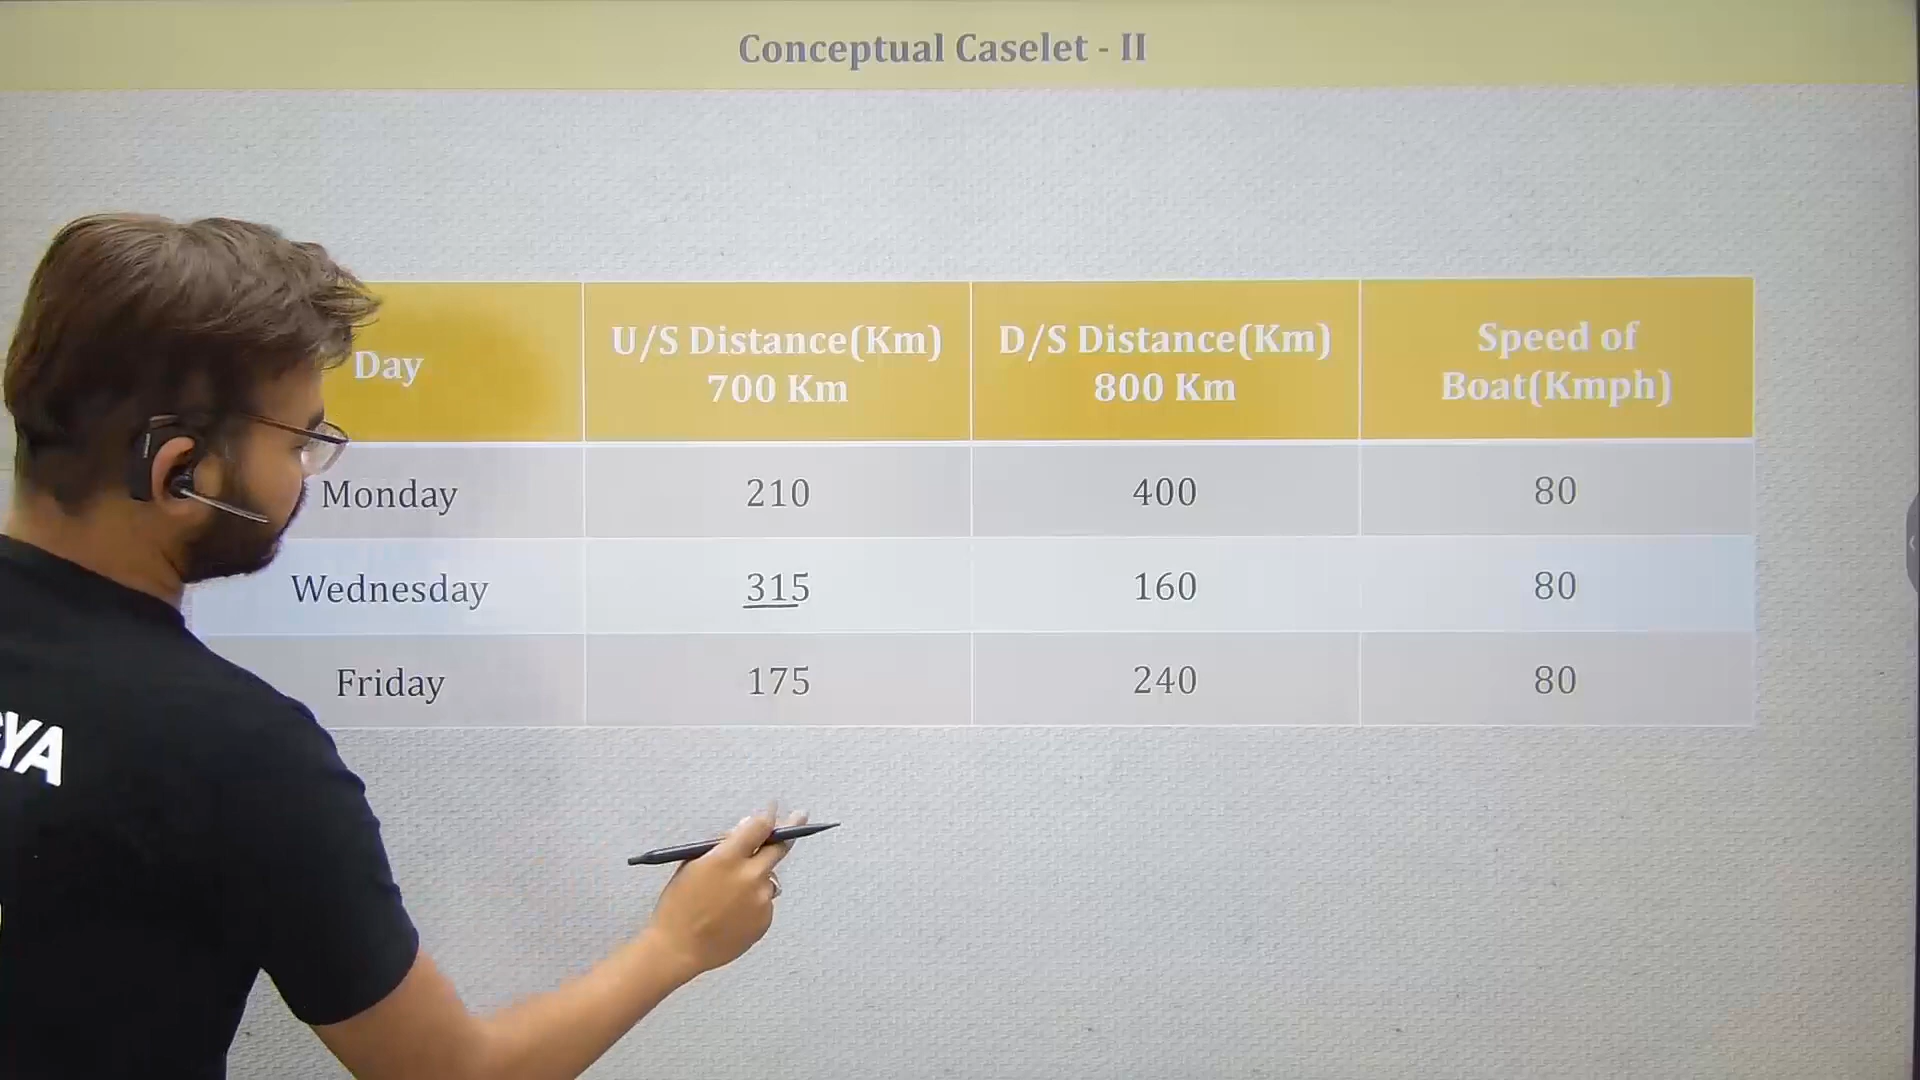 Conceptual Caselet - II
Day
U/S Distance(Km)
700 Km
D/S Distance(Km)
800 Km
Speed of
Boat(Kmph)
Monday 210 400 80
Wednesday 315 160 80
Friday 175 240 80
YA